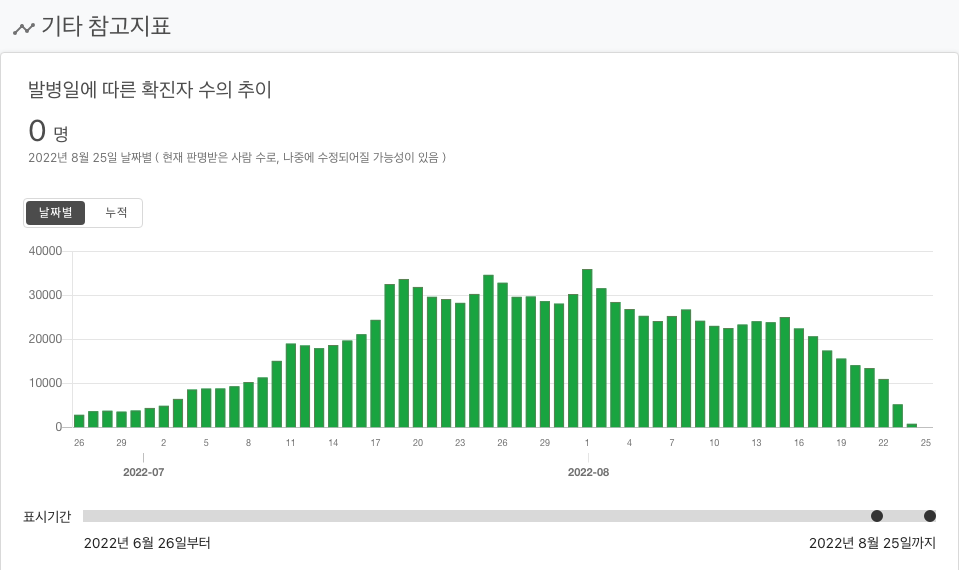 기타 참고지표
발병일에 따른 확진자 수의 추이
0 명
2022년 8월 25일 날짜별 ( 현재 판명받은 사람 수로, 나중에 수정되어질 가능성이 있음 )
날짜별 누적
40000
30000
20000
10000
0
26 29 2 5 8 11 14 17 20 23 26 29 1 4 7 10 13 16 19 22 25
2022-07 2022-08
표시기간
2022년 6월 26일부터 2022년 8월 25일까지